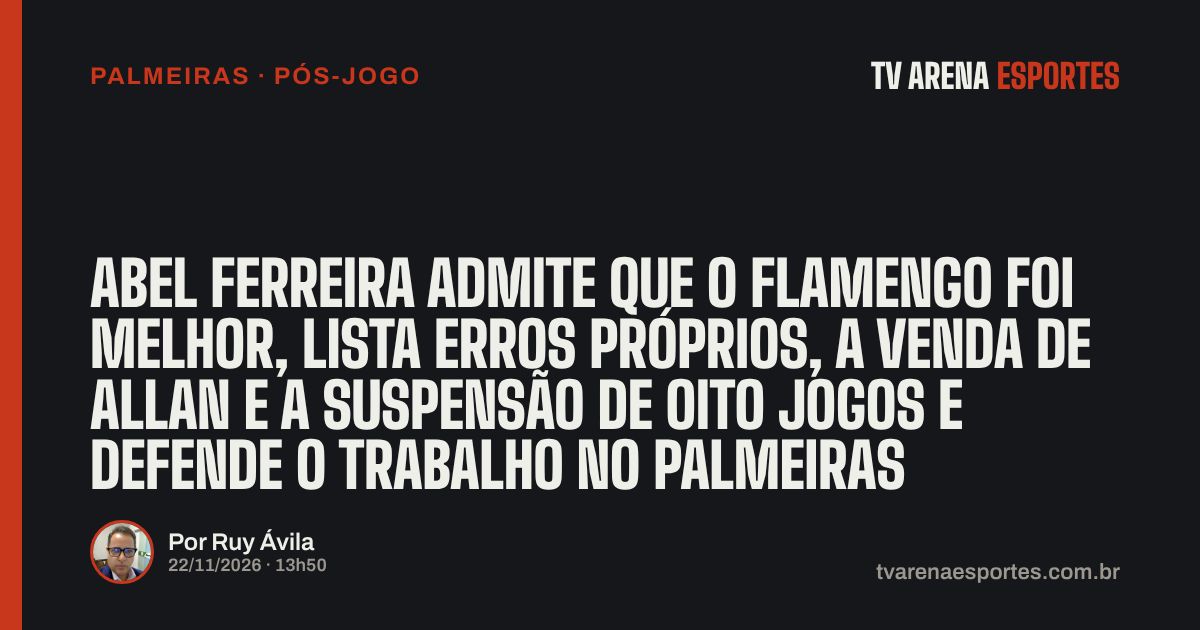 PALMEIRAS · PÓS-JOGO
TV ARENA ESPORTES
ABEL FERREIRA ADMITE QUE O FLAMENGO FOI
MELHOR, LISTA ERROS PRÓPRIOS, A VENDA DE
ALLAN E A SUSPENSÃO DE OITO JOGOS E
DEFENDE O TRABALHO NO PALMEIRAS
Por Ruy Ávila
22/11/2026 · 13h50
tvarenaesportes.com.br